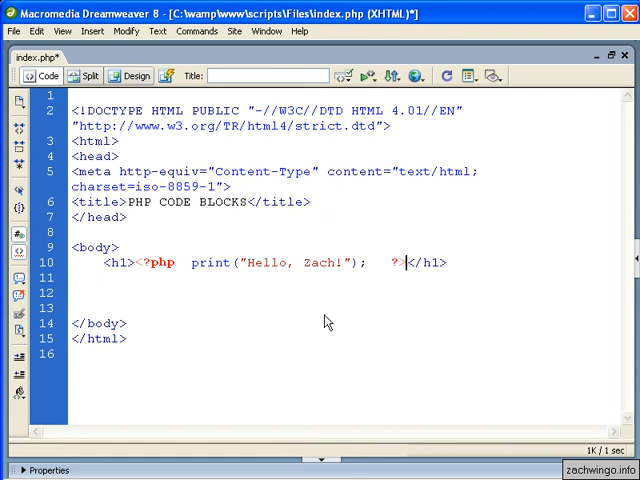 Macromedia Dreamweaver 8 - [C:\wamp\www\scripts\Files\index.php (XHTML)*]
File Edit View Insert Modify Text Commands Site Window Help
index.php*
Code Split Design Title:
1
2 <!DOCTYPE HTML PUBLIC "-//W3C//DTD HTML 4.01//EN"
"http://www.w3.org/TR/html4/strict.dtd">
3 <html>
4 <head>
5 <meta http-equiv="Content-Type" content="text/html;
charset=iso-8859-1">
6 <title>PHP CODE BLOCKS</title>
7 </head>
8
9 <body>
10 <h1><?php print("Hello, Zach!"); ?></h1>
11
12
13
14 </body>
15 </html>
16
1K / 1 sec
Properties
zachwingo.info